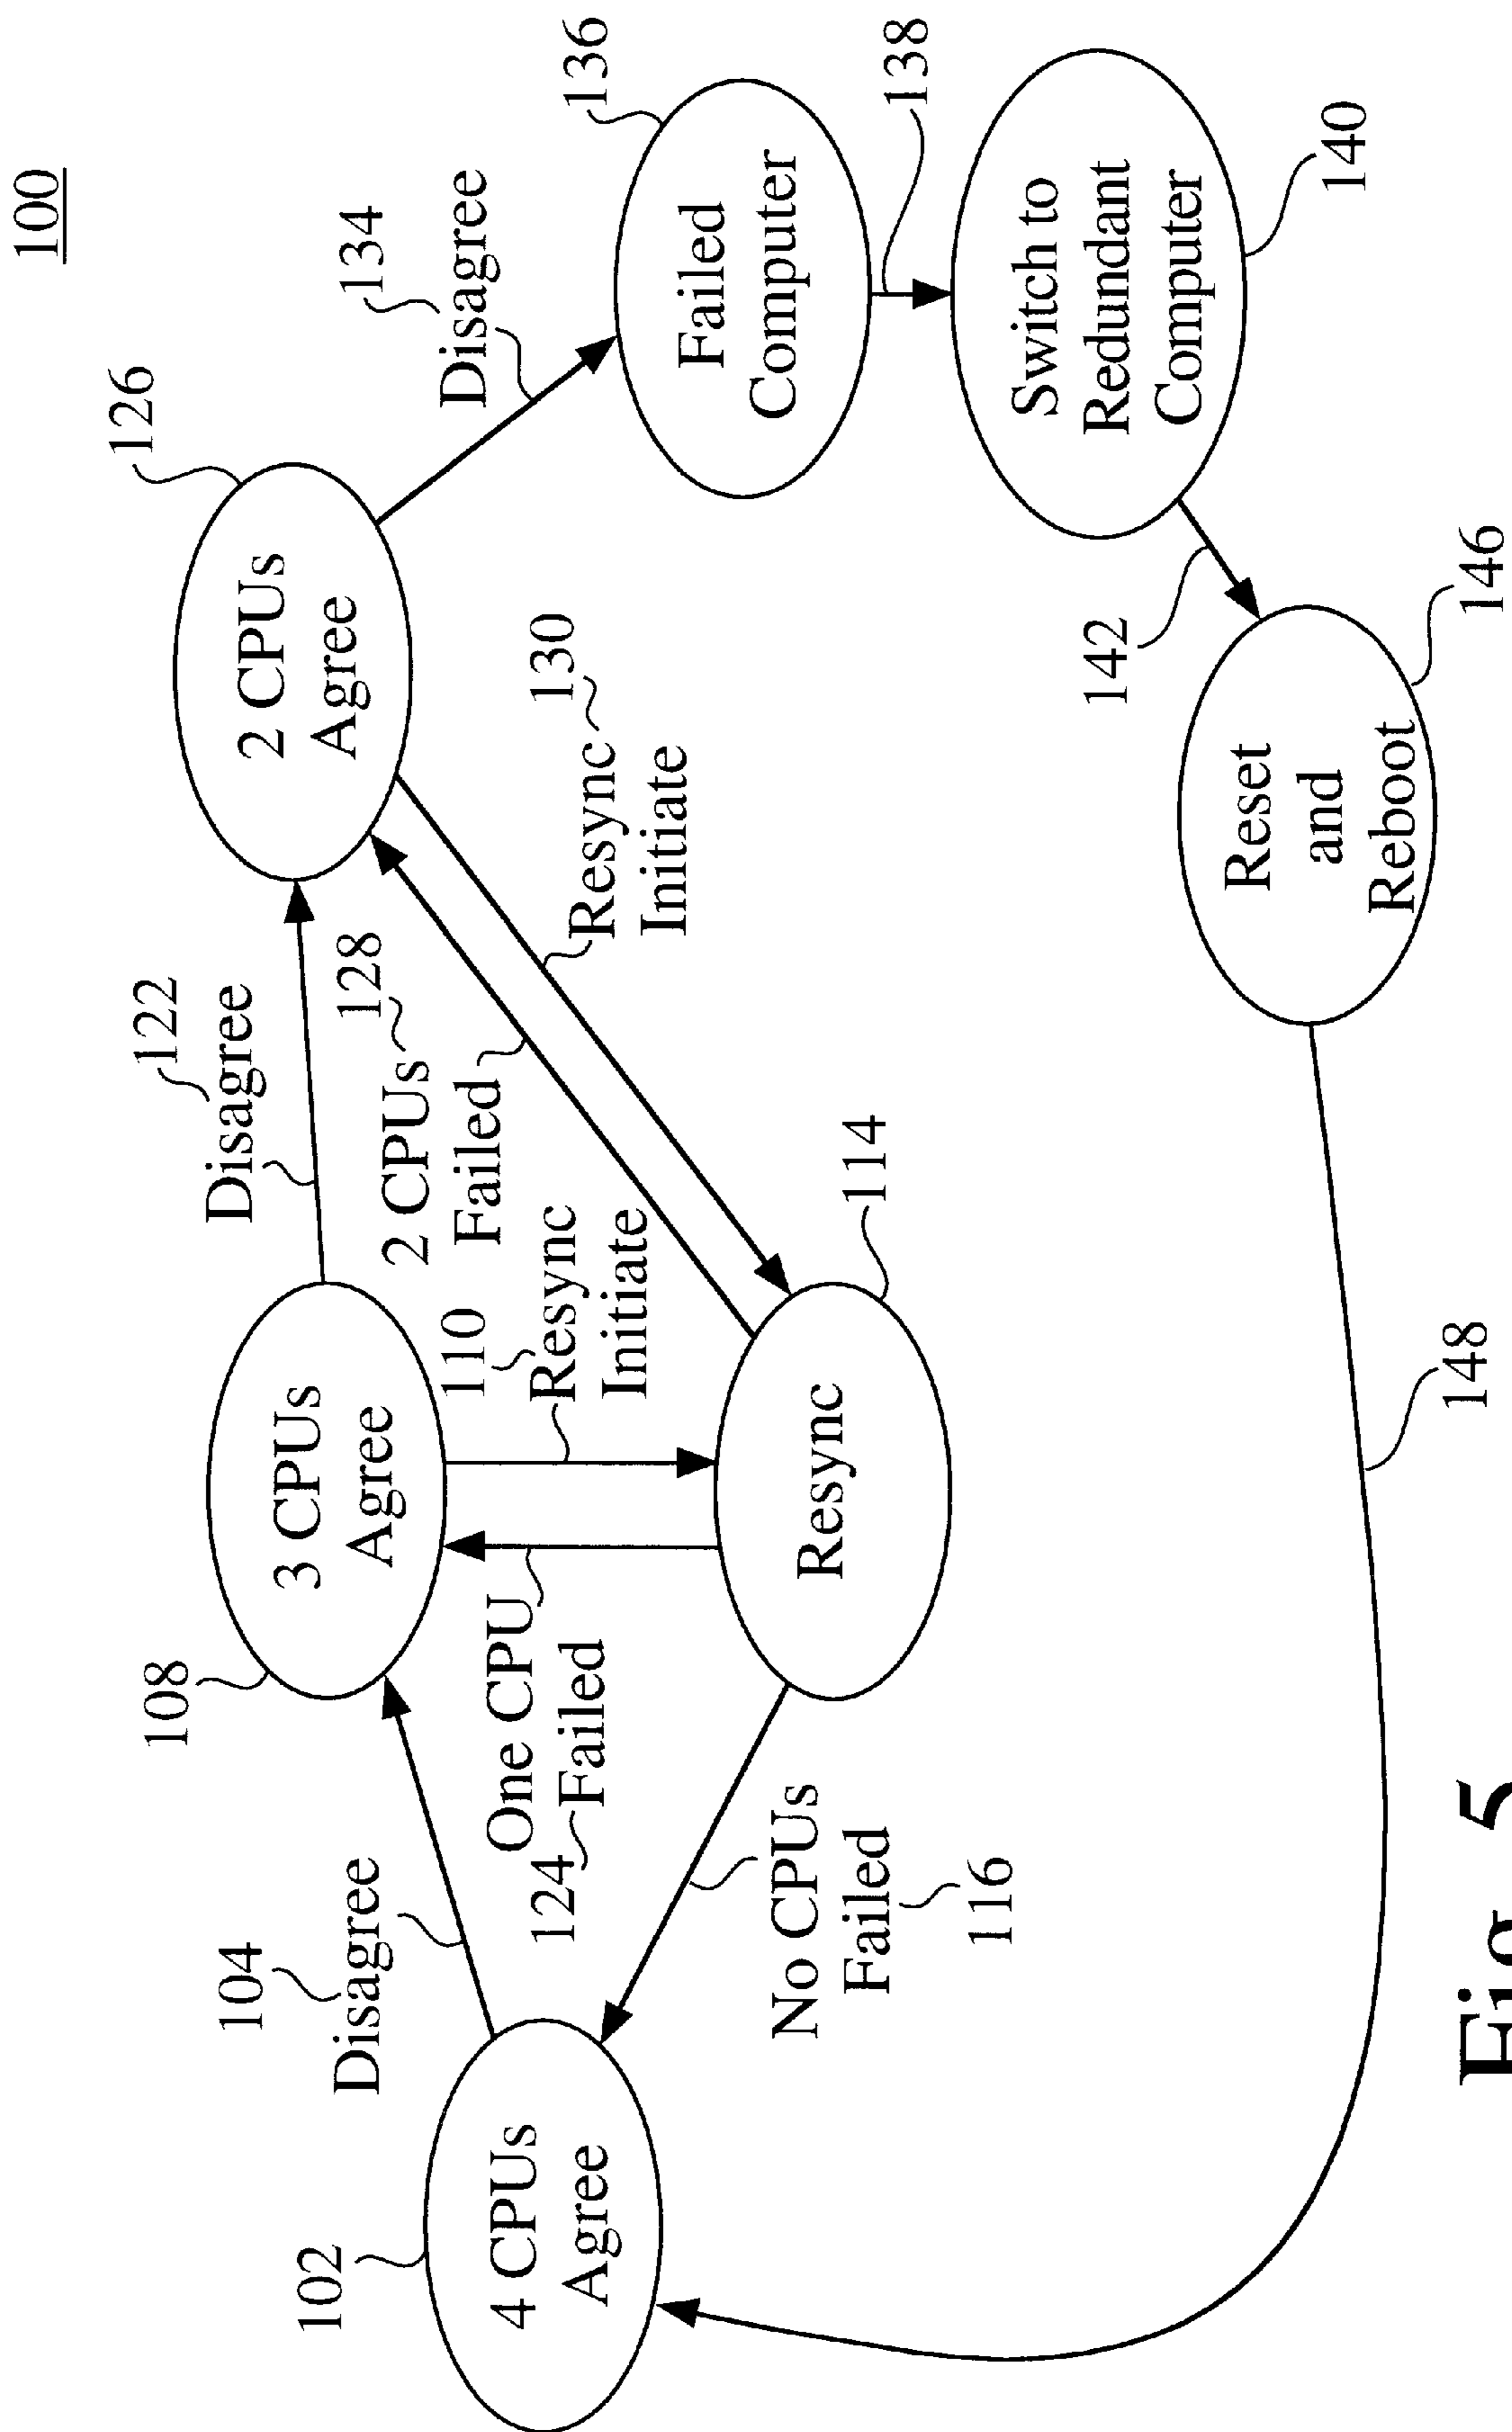 100
126
2 CPUs
Agree
134
Disagree
136
Failed
Computer
138
Switch to
Redundant
Computer
140
142
Reset
and
Reboot
146
148
122
Disagree
2 CPUs 128
Failed
130
Resync
Initiate
108
3 CPUs
Agree
110
Resync
Initiate
One CPU
124 Failed
Resync
114
104
Disagree
No CPUs
Failed
116
102
4 CPUs
Agree
Fig. 5